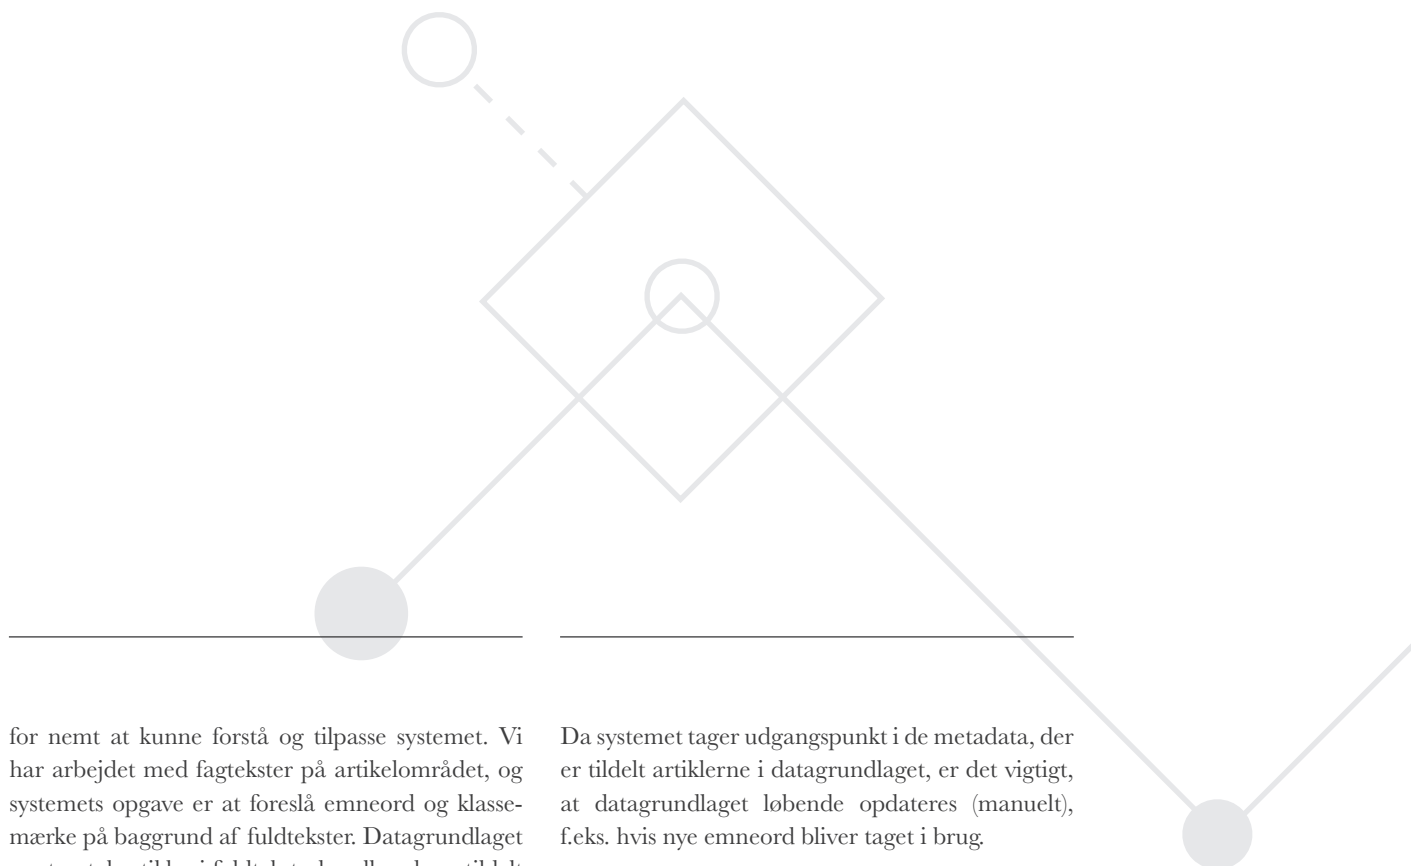 for nemt at kunne forstå og tilpasse systemet. Vi
har arbejdet med fagtekster på artikelområdet, og
systemets opgave er at foreslå emneord og klasse-
mærke på baggrund af fuldtekster. Datagrundlaget
Da systemet tager udgangspunkt i de metadata, der
er tildelt artiklerne i datagrundlaget, er det vigtigt,
at datagrundlaget løbende opdateres (manuelt),
f.eks. hvis nye emneord bliver taget i brug.